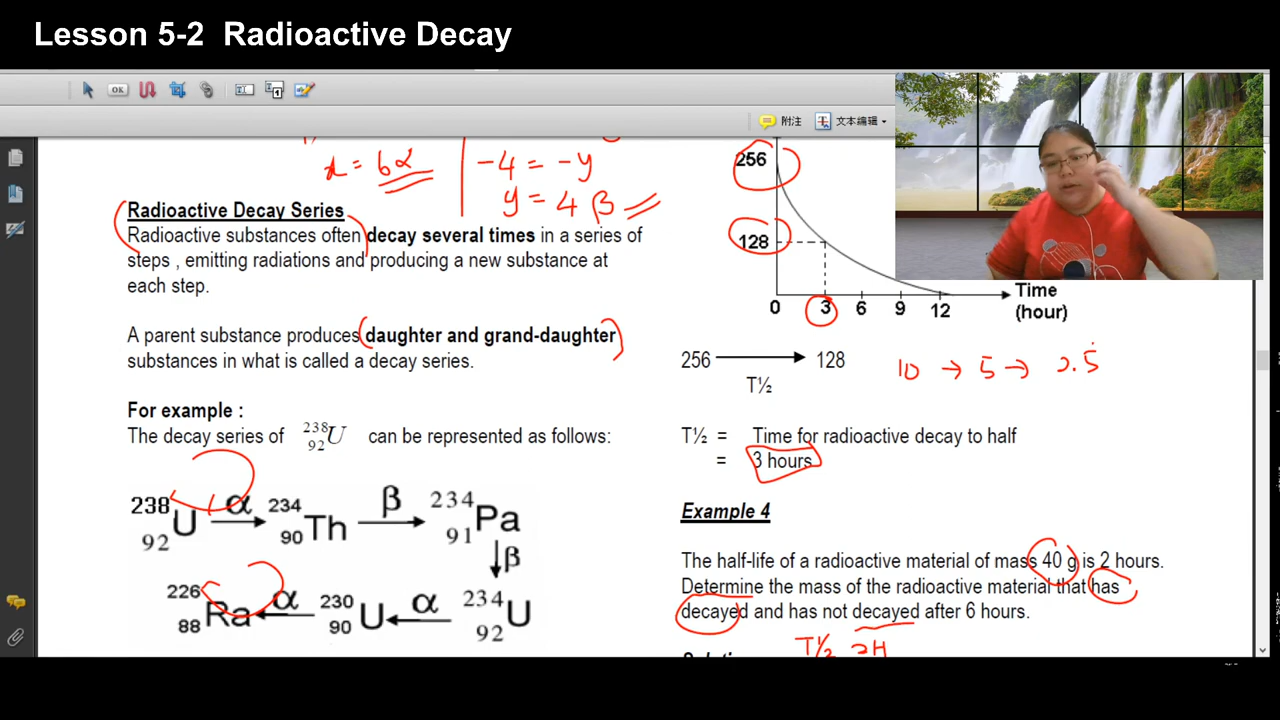 Lesson 5-2 Radioactive Decay
OK
附注
文本编辑
x = 6α
-4 = -y
y = 4 β
Radioactive Decay Series
Radioactive substances often decay several times in a series of
steps , emitting radiations and producing a new substance at
each step.
A parent substance produces daughter and grand-daughter
substances in what is called a decay series.
For example :
The decay series of 238 92 U can be represented as follows:
238 92 U α 234 90 Th β 234 91 Pa
β
226 88 Ra α 230 90 U α 234 92 U
256
128
0 3 6 9 12
Time
(hour)
256 128
T½
10 → 5 → 2.5
T½ = Time for radioactive decay to half
= 3 hours
Example 4
The half-life of a radioactive material of mass 40 g is 2 hours.
Determine the mass of the radioactive material that has
decayed and has not decayed after 6 hours.
T½ = 2H